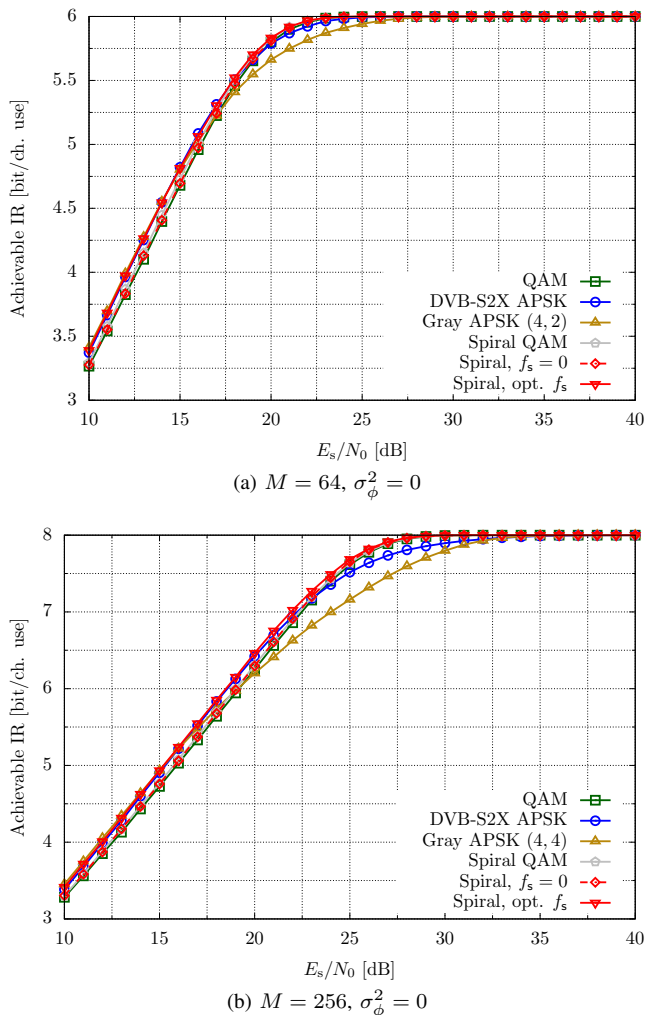 6
5.5
5
4.5
4
3.5
3
Achievable IR [bit/ch. use]
QAM
DVB-S2X APSK
Gray APSK (4, 2)
Spiral QAM
Spiral, fₛ = 0
Spiral, opt. fₛ
10 15 20 25 30 35 40
Eₛ/N₀ [dB]
(a) M = 64, σ²_ϕ = 0
8
7
6
5
4
3
Achievable IR [bit/ch. use]
QAM
DVB-S2X APSK
Gray APSK (4, 4)
Spiral QAM
Spiral, fₛ = 0
Spiral, opt. fₛ
10 15 20 25 30 35 40
Eₛ/N₀ [dB]
(b) M = 256, σ²_ϕ = 0